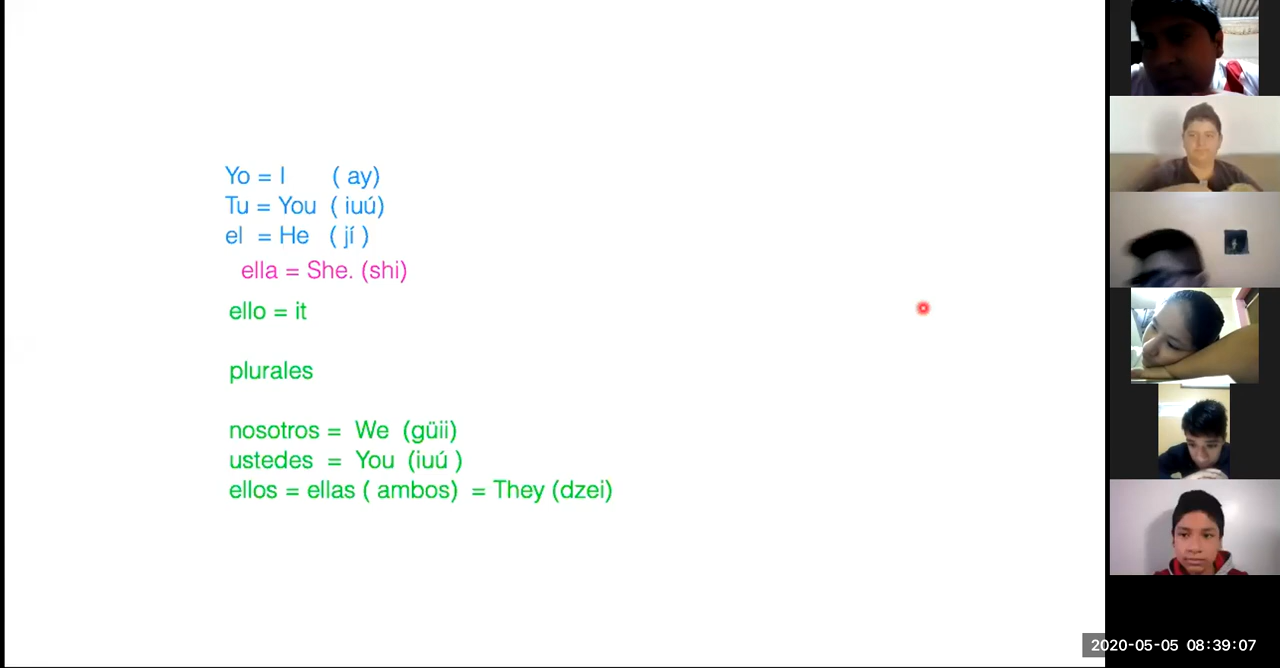 Yo = I ( ay)
Tu = You ( iuú)
el = He ( jí )
ella = She. (shi)
ello = it
plurales
nosotros = We (güii)
ustedes = You (iuú )
ellos = ellas ( ambos) = They (dzei)
2020-05-05 08:39:07